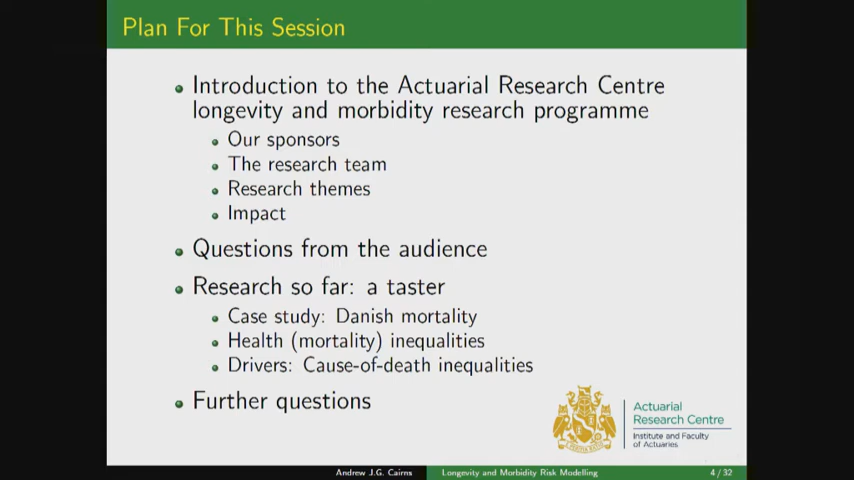 Plan For This Session
Introduction to the Actuarial Research Centre
longevity and morbidity research programme
Our sponsors
The research team
Research themes
Impact
Questions from the audience
Research so far: a taster
Case study: Danish mortality
Health (mortality) inequalities
Drivers: Cause-of-death inequalities
Further questions
Actuarial
Research Centre
Institute and Faculty
of Actuaries
Andrew J.G. Cairns
Longevity and Morbidity Risk Modelling
4 / 32